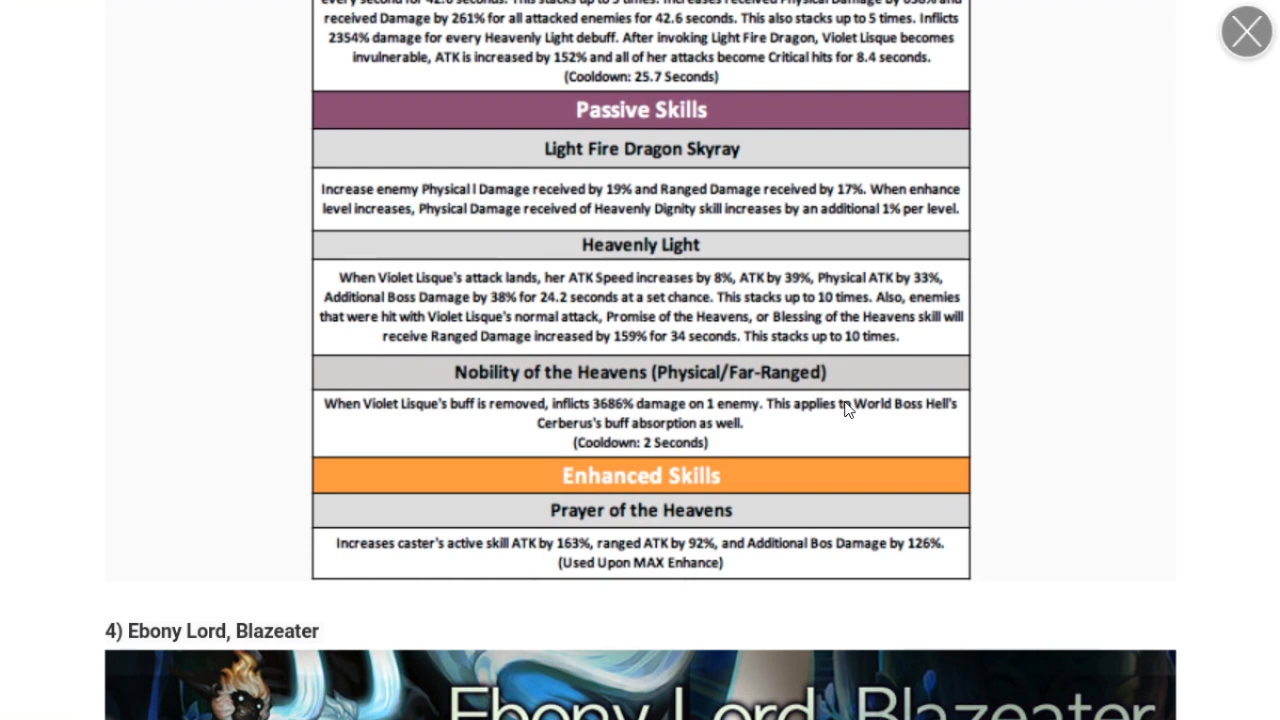 received Damage by 261% for all attacked enemies for 42.6 seconds. This also stacks up to 5 times. Inflicts
2354% damage for every Heavenly Light debuff. After invoking Light Fire Dragon, Violet Lisque becomes
invulnerable, ATK is increased by 152% and all of her attacks become Critical hits for 8.4 seconds.
(Cooldown: 25.7 Seconds)
Passive Skills
Light Fire Dragon Skyray
Increase enemy Physical l Damage received by 19% and Ranged Damage received by 17%. When enhance
level increases, Physical Damage received of Heavenly Dignity skill increases by an additional 1% per level.
Heavenly Light
When Violet Lisque's attack lands, her ATK Speed increases by 8%, ATK by 39%, Physical ATK by 33%,
Additional Boss Damage by 38% for 24.2 seconds at a set chance. This stacks up to 10 times. Also, enemies
that were hit with Violet Lisque's normal attack, Promise of the Heavens, or Blessing of the Heavens skill will
receive Ranged Damage increased by 159% for 34 seconds. This stacks up to 10 times.
Nobility of the Heavens (Physical/Far-Ranged)
When Violet Lisque's buff is removed, inflicts 3686% damage on 1 enemy. This applies to World Boss Hell's
Cerberus's buff absorption as well.
(Cooldown: 2 Seconds)
Enhanced Skills
Prayer of the Heavens
Increases caster's active skill ATK by 163%, ranged ATK by 92%, and Additional Bos Damage by 126%.
(Used Upon MAX Enhance)
4) Ebony Lord, Blazeater
Ebony Lord, Blazeater